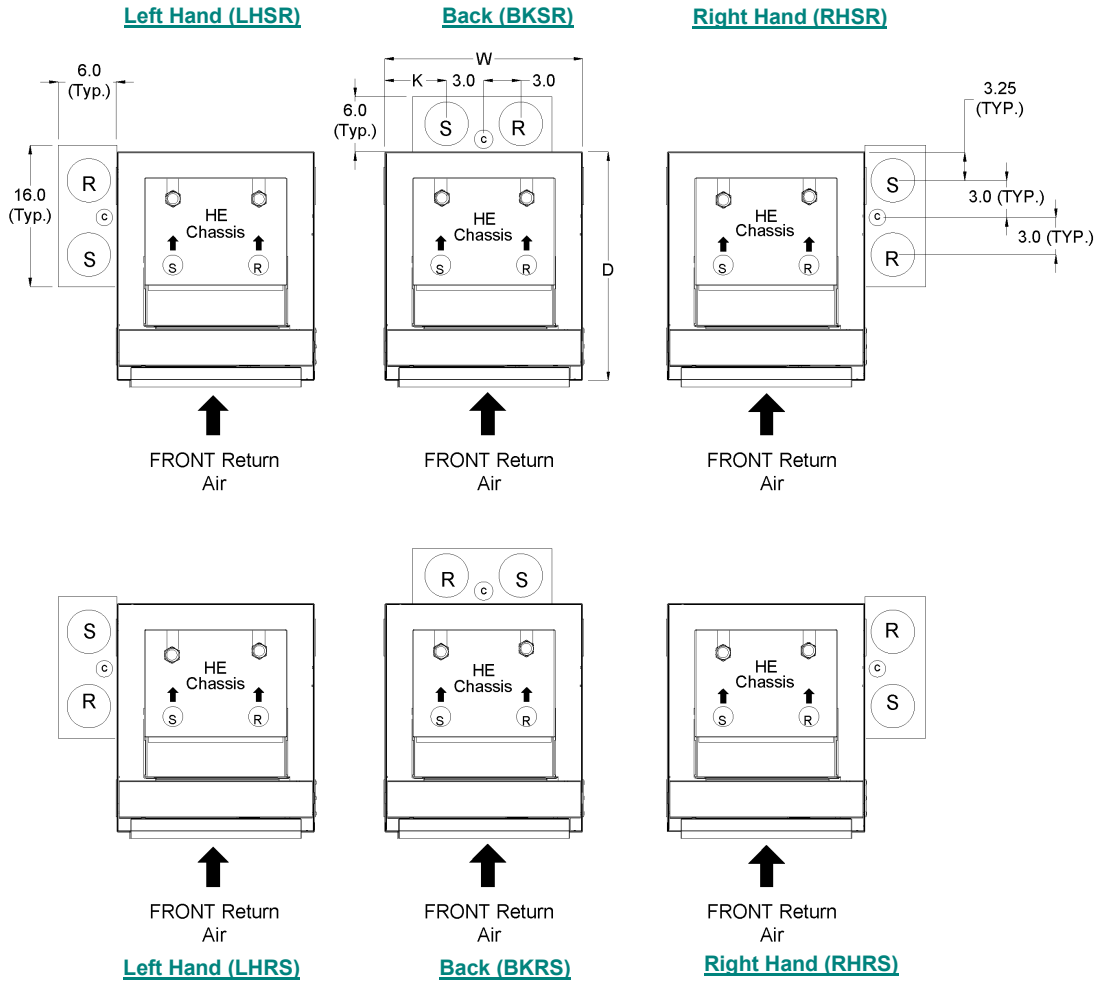 Left Hand (LHSR)
Back (BKSR)
Right Hand (RHSR)
6.0
(Typ.)
16.0
(Typ.)
R
C
S
HE
Chassis
S
R
FRONT Return
Air
W
K
3.0
3.0
6.0
(Typ.)
S
C
R
HE
Chassis
S
R
D
FRONT Return
Air
3.25
(TYP.)
3.0 (TYP.)
3.0 (TYP.)
S
C
R
HE
Chassis
S
R
FRONT Return
Air
S
C
R
HE
Chassis
S
R
FRONT Return
Air
R
C
S
HE
Chassis
S
R
FRONT Return
Air
R
C
S
HE
Chassis
S
R
FRONT Return
Air
Left Hand (LHRS)
Back (BKRS)
Right Hand (RHRS)